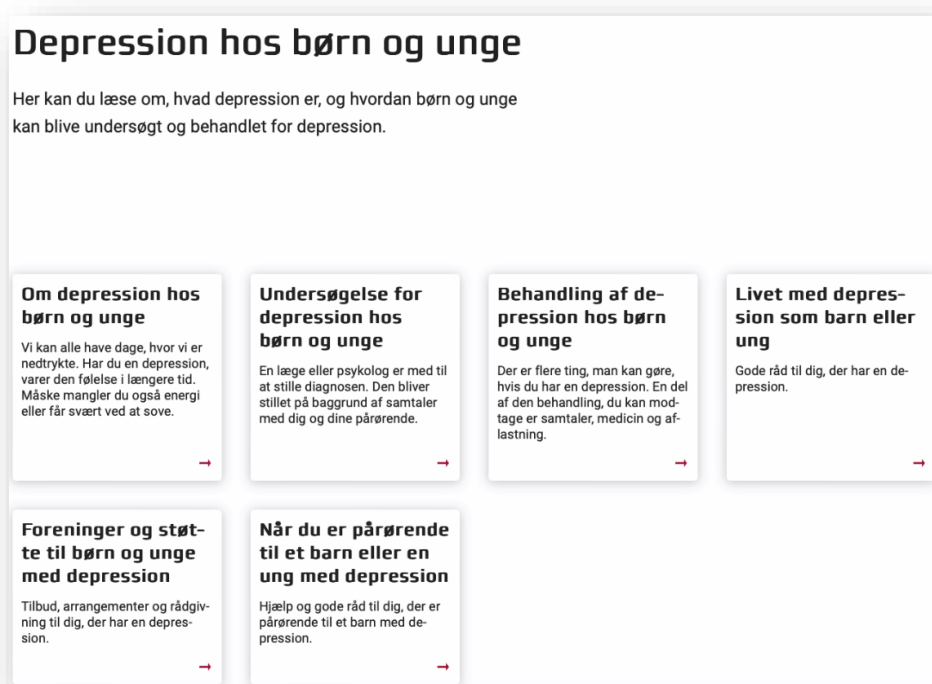 Depression hos børn og unge
Her kan du læse om, hvad depression er, og hvordan børn og unge
kan blive undersøgt og behandlet for depression.
Om depression hos
børn og unge
Vi kan alle have dage, hvor vi er
nedtrykte. Har du en depression,
varer den følelse i længere tid.
Måske mangler du også energi
eller får svært ved at sove.
→
Undersøgelse for
depression hos
børn og unge
En læge eller psykolog er med til
at stille diagnosen. Den bliver
stillet på baggrund af samtaler
med dig og dine pårørende.
→
Behandling af de-
pression hos børn
og unge
Der er flere ting, man kan gøre,
hvis du har en depression. En del
af den behandling, du kan mod-
tage er samtaler, medicin og af-
lastning.
→
Livet med depres-
sion som barn eller
ung
Gode råd til dig, der har en de-
pression.
→
Foreninger og støt-
te til børn og unge
med depression
Tilbud, arrangementer og rådgiv-
ning til dig, der har en depres-
sion.
→
Når du er pårørende
til et barn eller en
ung med depression
Hjælp og gode råd til dig, der er
pårørende til et barn med de-
pression.
→